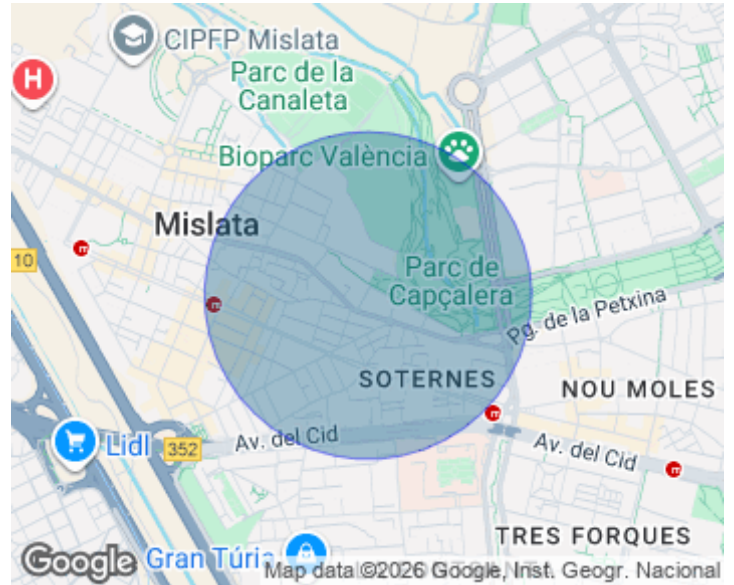 CIPFP Mislata
H
Parc de la
Canaleta
Bioparc València
Mislata
10
Parc de
Capçalera
Pg. de la Petxina
SOTERNES
NOU MOLES
Lidl
352
Av. del Cid
Av. del Cid
TRES FORQUES
Google
Gran Túria
Map data ©2026 Google, Inst. Geogr. Nacional